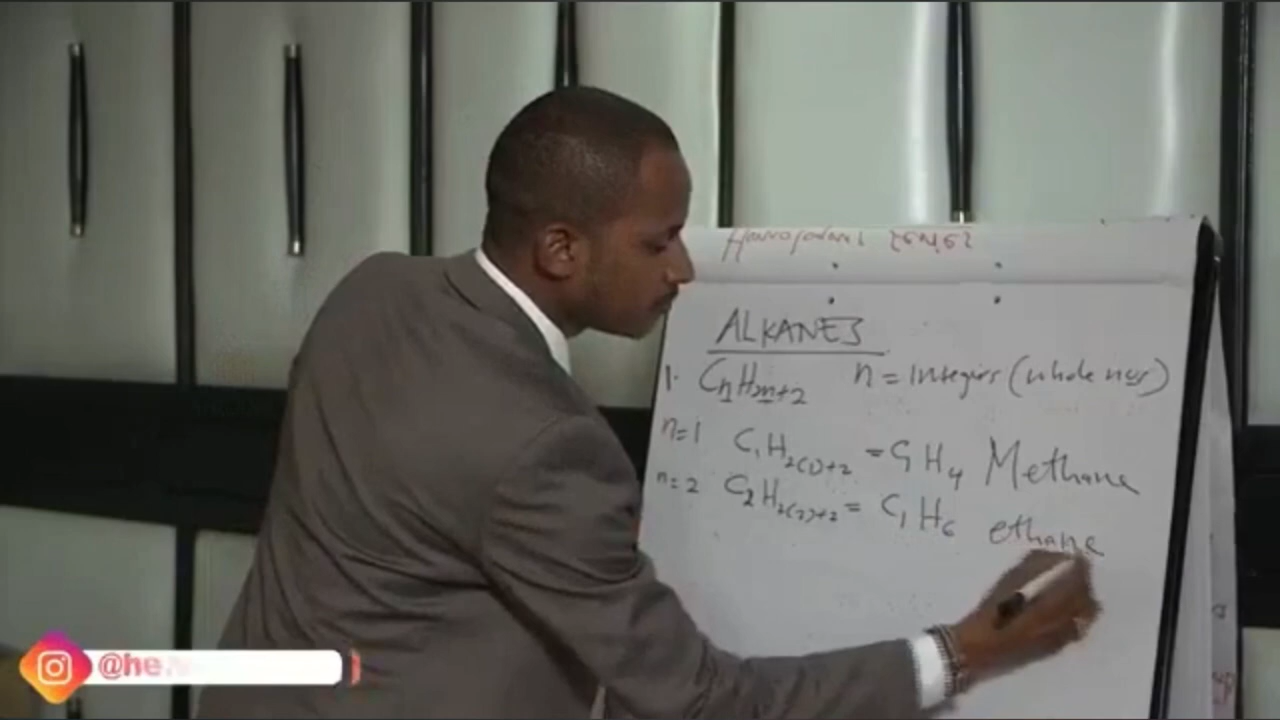 ALKANES
1. CnH2n+2 n = Integers (whole nos)
n=1 C1H2(1)+2 = C1H4 Methane
n=2 C2H2(2)+2 = C1H6 ethane
@he